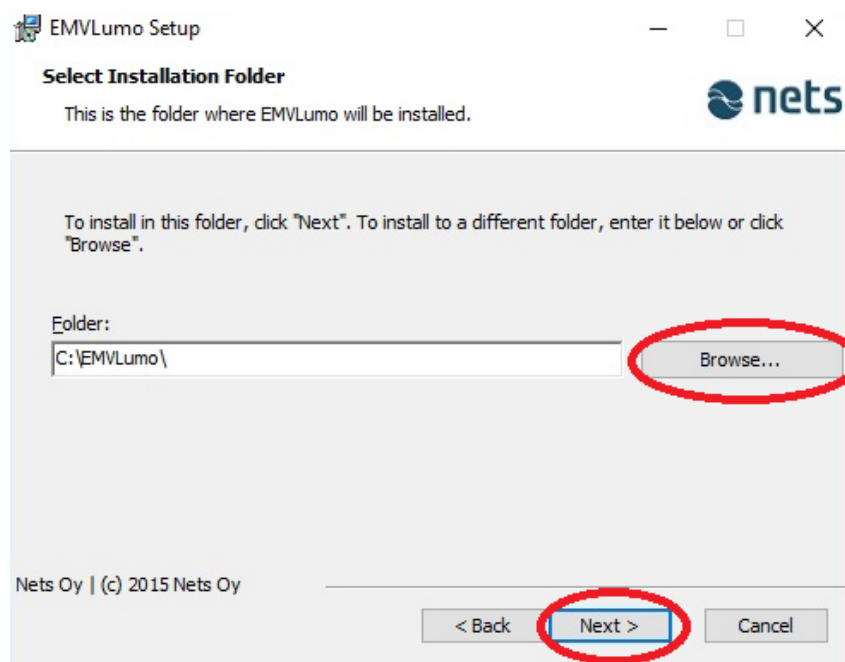 EMVLumo Setup
Select Installation Folder
This is the folder where EMVLumo will be installed.
nets
To install in this folder, click "Next". To install to a different folder, enter it below or click
"Browse".
Folder:
C:\EMVLumo\
Browse...
Nets Oy | (c) 2015 Nets Oy
< Back
Next >
Cancel